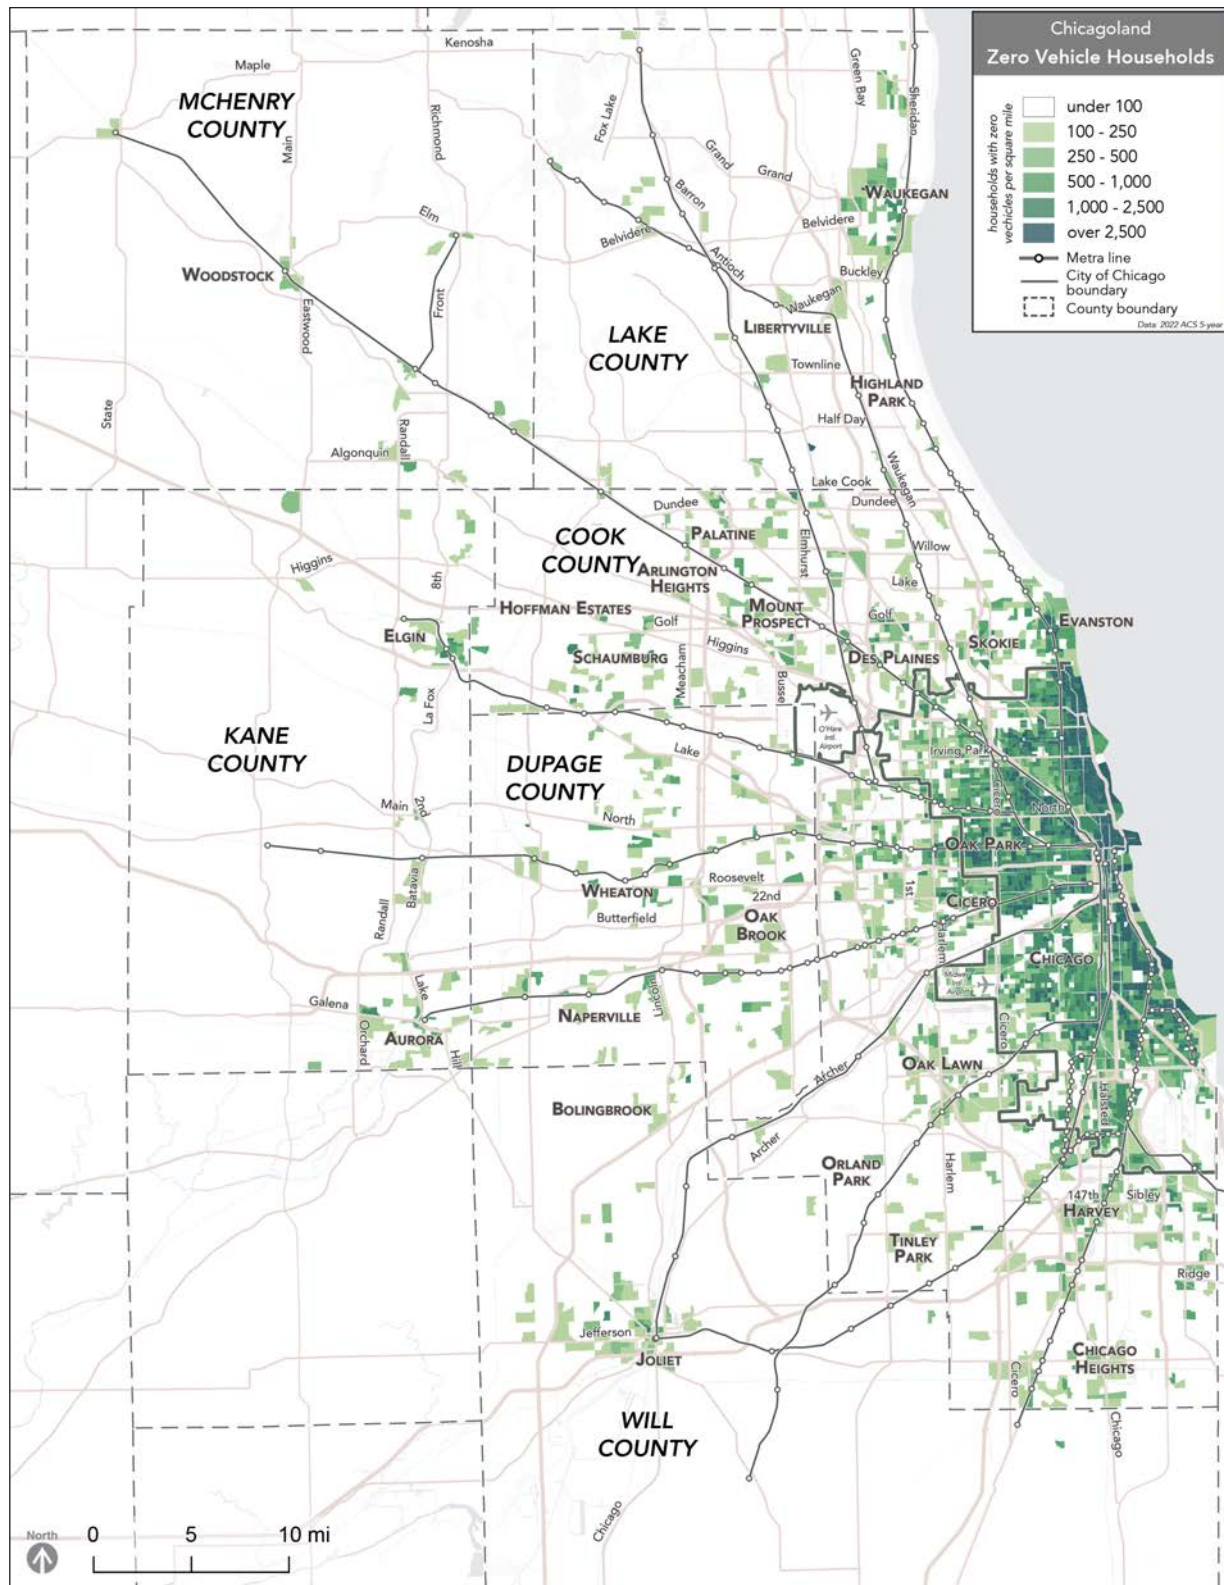 Chicagoland
Zero Vehicle Households
households with zero
vechicles per square mile
under 100
100 - 250
250 - 500
500 - 1,000
1,000 - 2,500
over 2,500
Metra line
City of Chicago
boundary
County boundary
Data: 2022 ACS 5-year
Kenosha
Maple
MCHENRY
COUNTY
Main
Richmond
Fox Lake
Green Bay
Sheridan
Grand
Grand
Barron
WAUKEGAN
Elm
Belvidere
Belvidere
Antioch
Buckley
WOODSTOCK
Eastwood
Front
Waukegan
LIBERTYVILLE
LAKE
COUNTY
Townline
HIGHLAND
PARK
State
Randall
Half Day
Algonquin
Waukegan
Lake Cook
Dundee
Dundee
COOK
COUNTY
PALATINE
Elmhurst
Willow
Higgins
8th
ARLINGTON
HEIGHTS
Lake
HOFFMAN ESTATES
MOUNT
PROSPECT
Golf
Golf
EVANSTON
ELGIN
Higgins
SKOKIE
SCHAUMBURG
Meacham
DES PLAINES
Busse
La Fox
KANE
COUNTY
O'Hare
Intl.
Airport
Lake
Irving Park
DUPAGE
COUNTY
Cicero
Main
2nd
North
North
OAK PARK
Batavia
Roosevelt
WHEATON
22nd
1st
Randall
Butterfield
OAK
BROOK
CICERO
Harlem
CHICAGO
Midway
Intl.
Airport
Lake
Lincoln
Galena
NAPERVILLE
Orchard
AURORA
Hill
Cicero
OAK LAWN
Archer
BOLINGBROOK
Halsted
Archer
ORLAND
PARK
Harlem
147th
Sibley
HARVEY
TINLEY
PARK
Ridge
Jefferson
JOLIET
CHICAGO
HEIGHTS
Cicero
WILL
COUNTY
Chicago
Chicago
North
0 5 10 mi